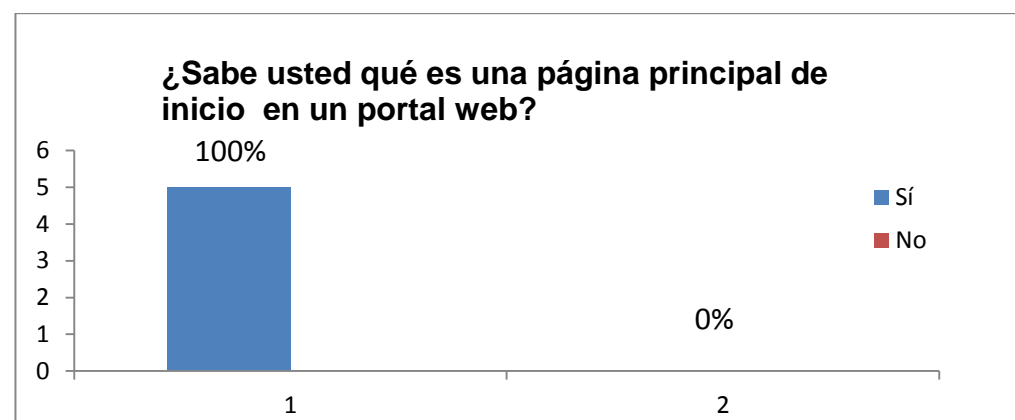 ¿Sabe usted qué es una página principal de
inicio  en un portal web?
6
5
4
3
2
1
0
100%
0%
1
2
Sí
No